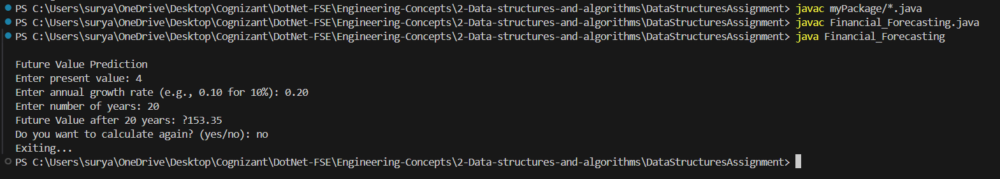 PS C:\Users\surya\OneDrive\Desktop\Cognizant\DotNet-FSE\Engineering-Concepts\2-Data-structures-and-algorithms\DataStructuresAssignment> javac myPackage/*.java
PS C:\Users\surya\OneDrive\Desktop\Cognizant\DotNet-FSE\Engineering-Concepts\2-Data-structures-and-algorithms\DataStructuresAssignment> javac Financial_Forecasting.java
PS C:\Users\surya\OneDrive\Desktop\Cognizant\DotNet-FSE\Engineering-Concepts\2-Data-structures-and-algorithms\DataStructuresAssignment> java Financial_Forecasting
Future Value Prediction
Enter present value: 4
Enter annual growth rate (e.g., 0.10 for 10%): 0.20
Enter number of years: 20
Future Value after 20 years: ?153.35
Do you want to calculate again? (yes/no): no
Exiting...
PS C:\Users\surya\OneDrive\Desktop\Cognizant\DotNet-FSE\Engineering-Concepts\2-Data-structures-and-algorithms\DataStructuresAssignment>